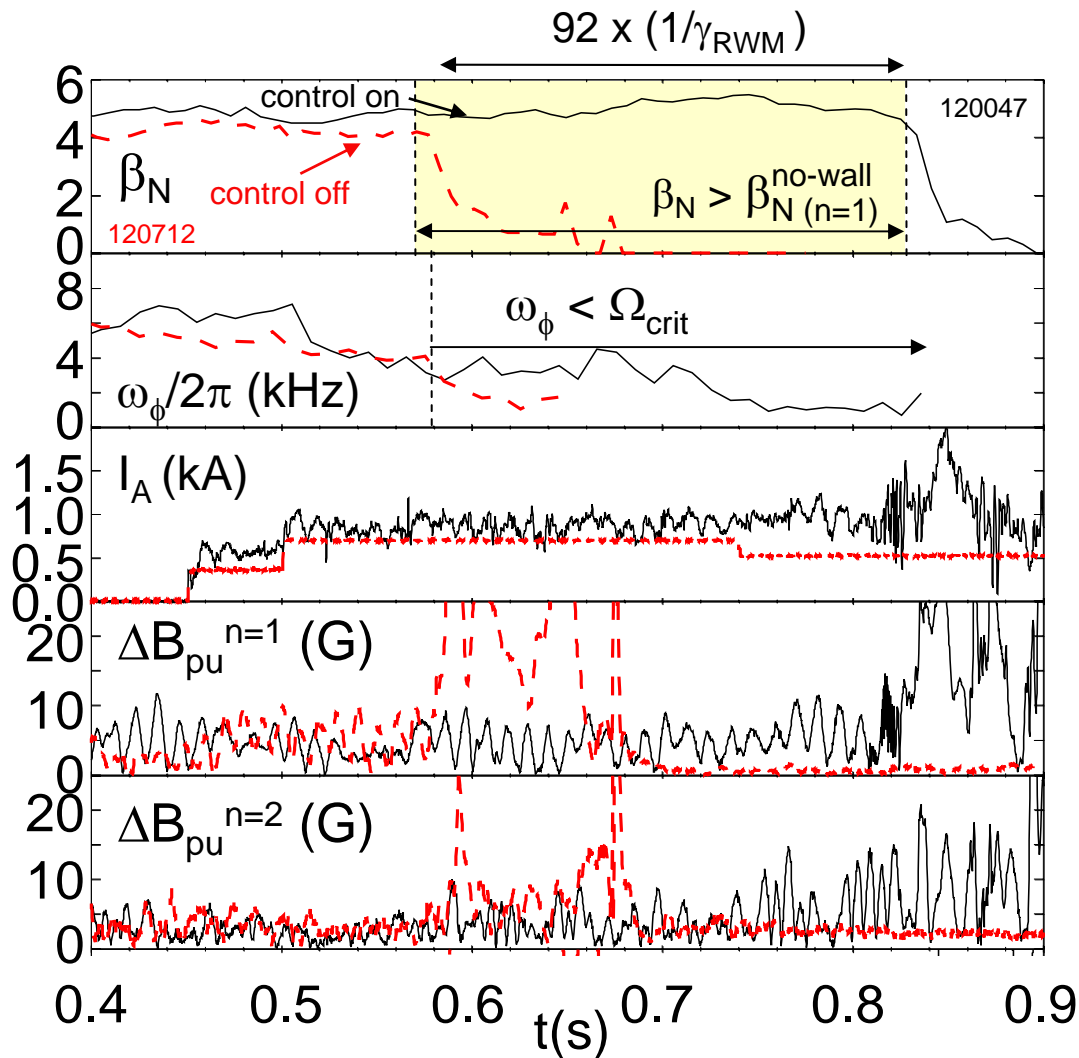 92 x (1/γRWM)
6
control on
120047
4
βN
control off
βN > βN no-wall (n=1)
2
120712
0
8
ωϕ < Ωcrit
4
ωϕ/2π (kHz)
0
IA (kA)
1.5
1.0
0.5
0.0
ΔBpu n=1 (G)
20
10
0
ΔBpu n=2 (G)
20
10
0
0.4 0.5 0.6 0.7 0.8 0.9
t(s)